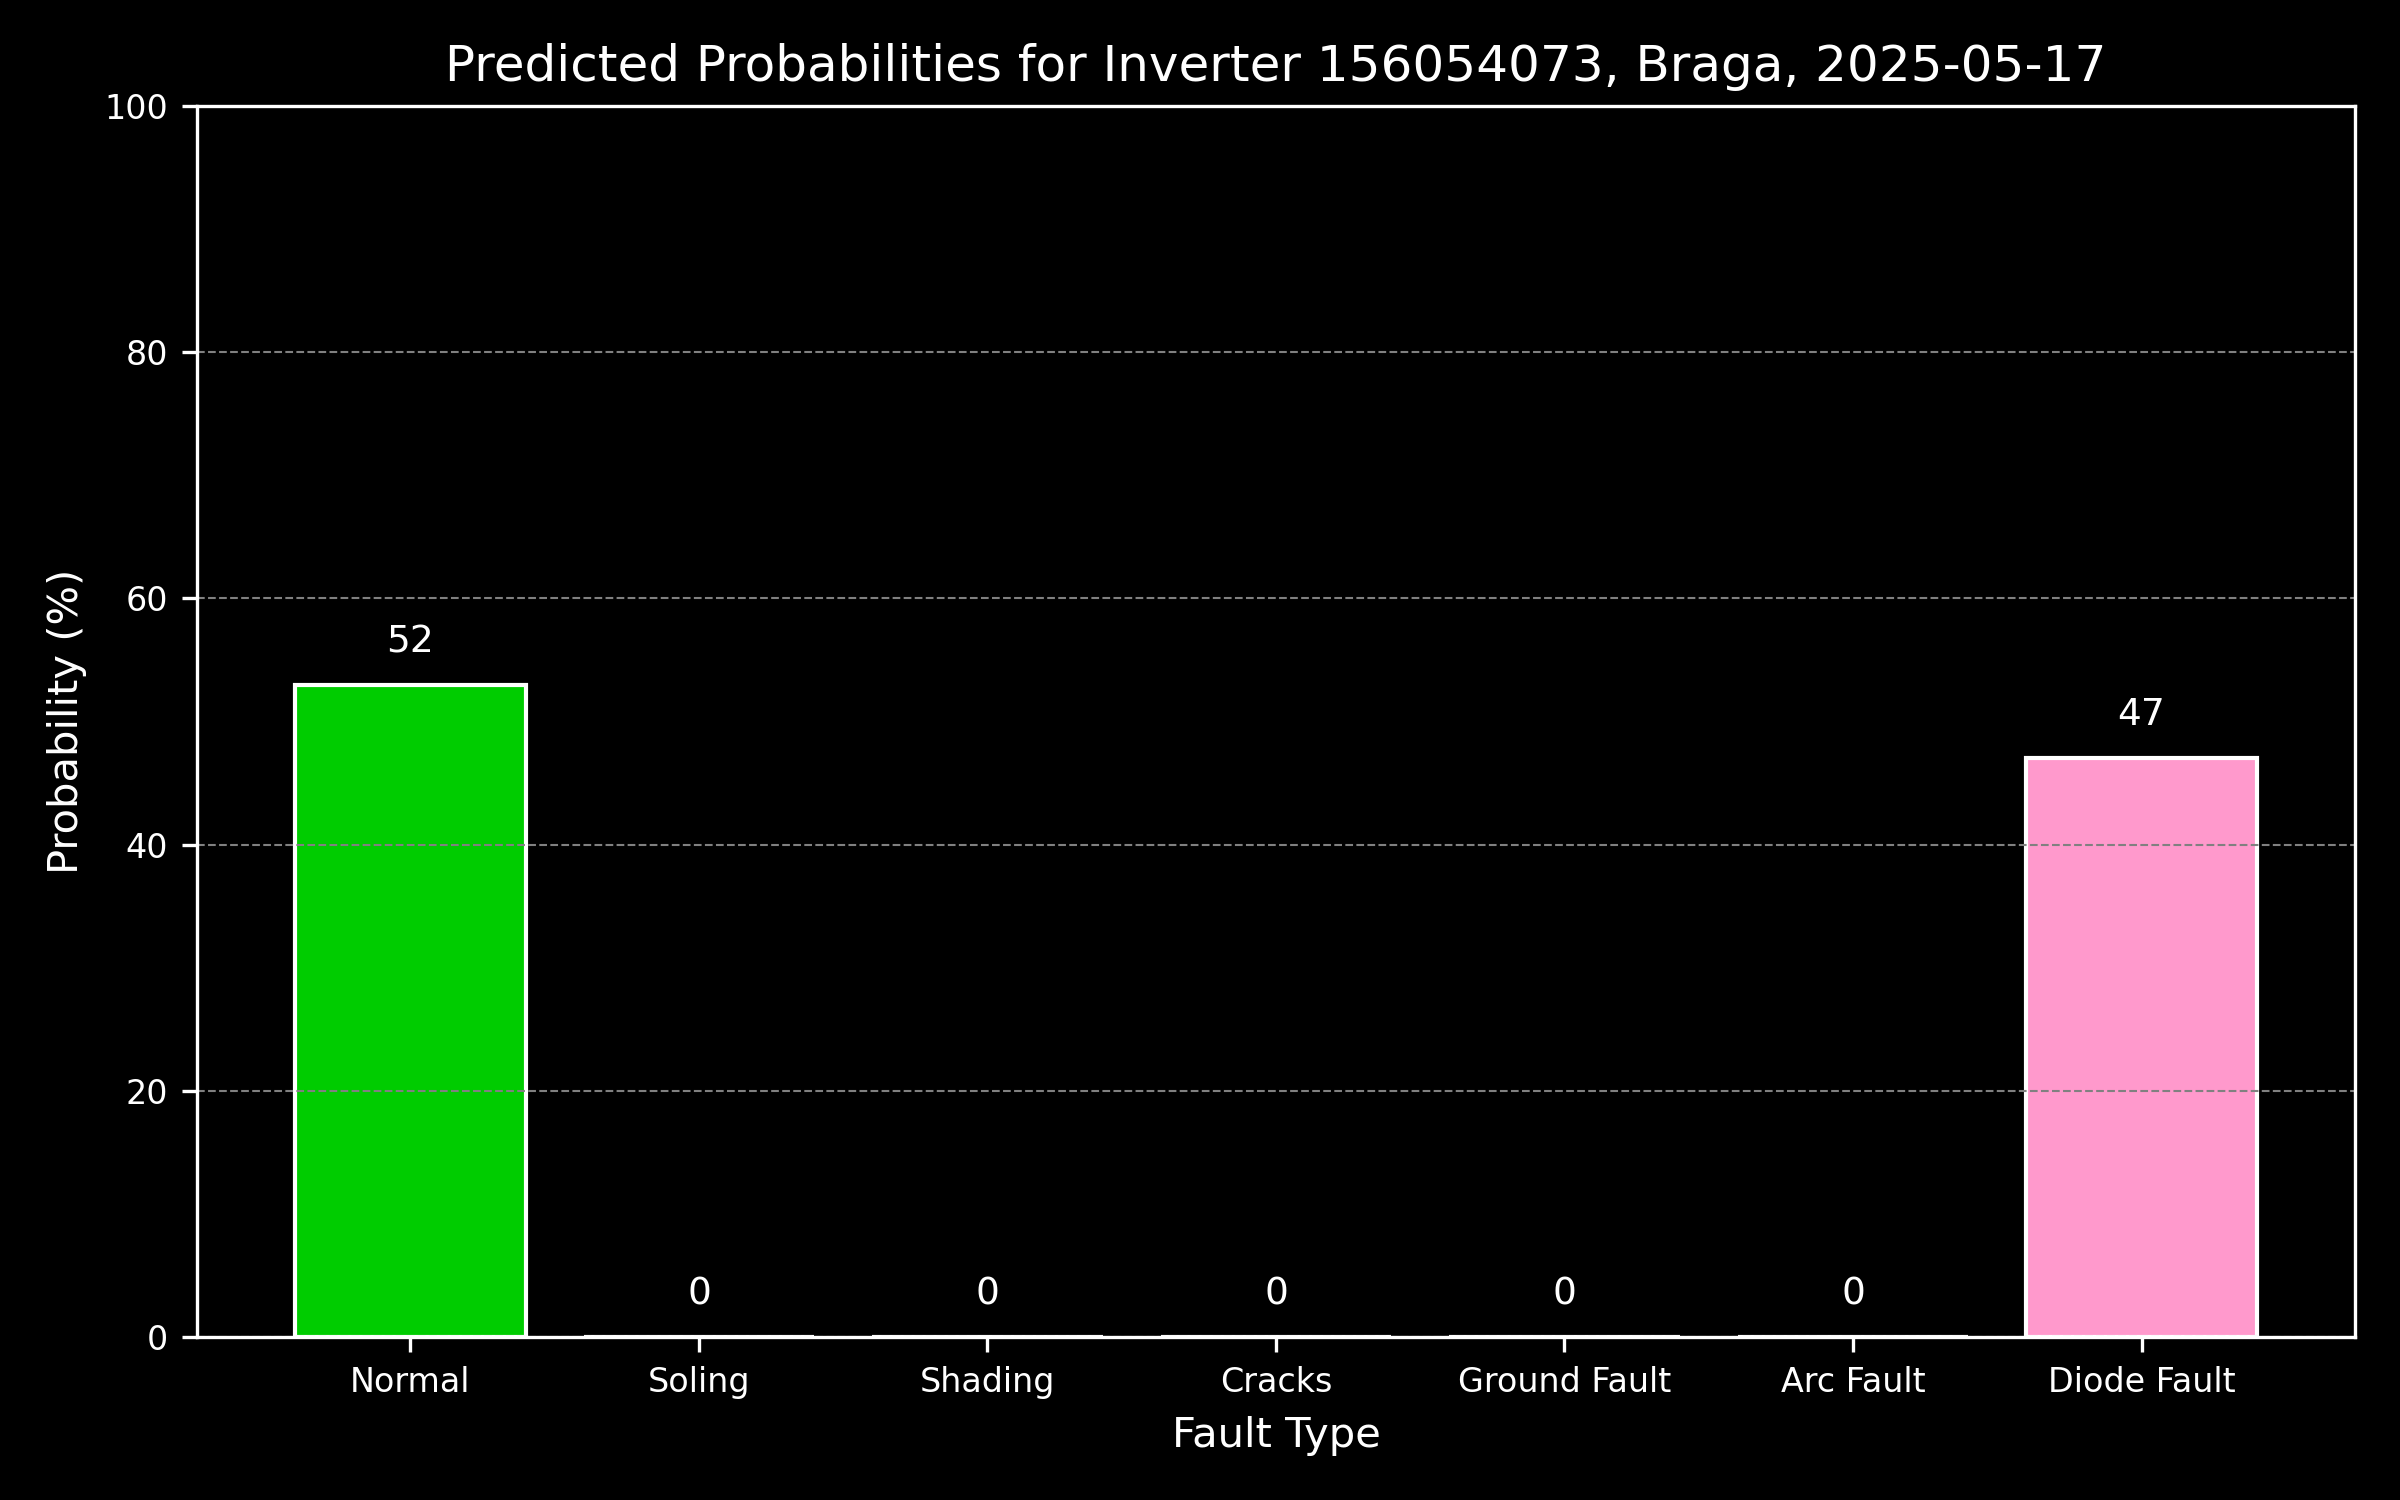 Predicted Probabilities for Inverter 156054073, Braga, 2025-05-17
100
80
60
40
20
0
Probability (%)
52
0
0
0
0
0
47
Normal
Soling
Shading
Cracks
Ground Fault
Arc Fault
Diode Fault
Fault Type